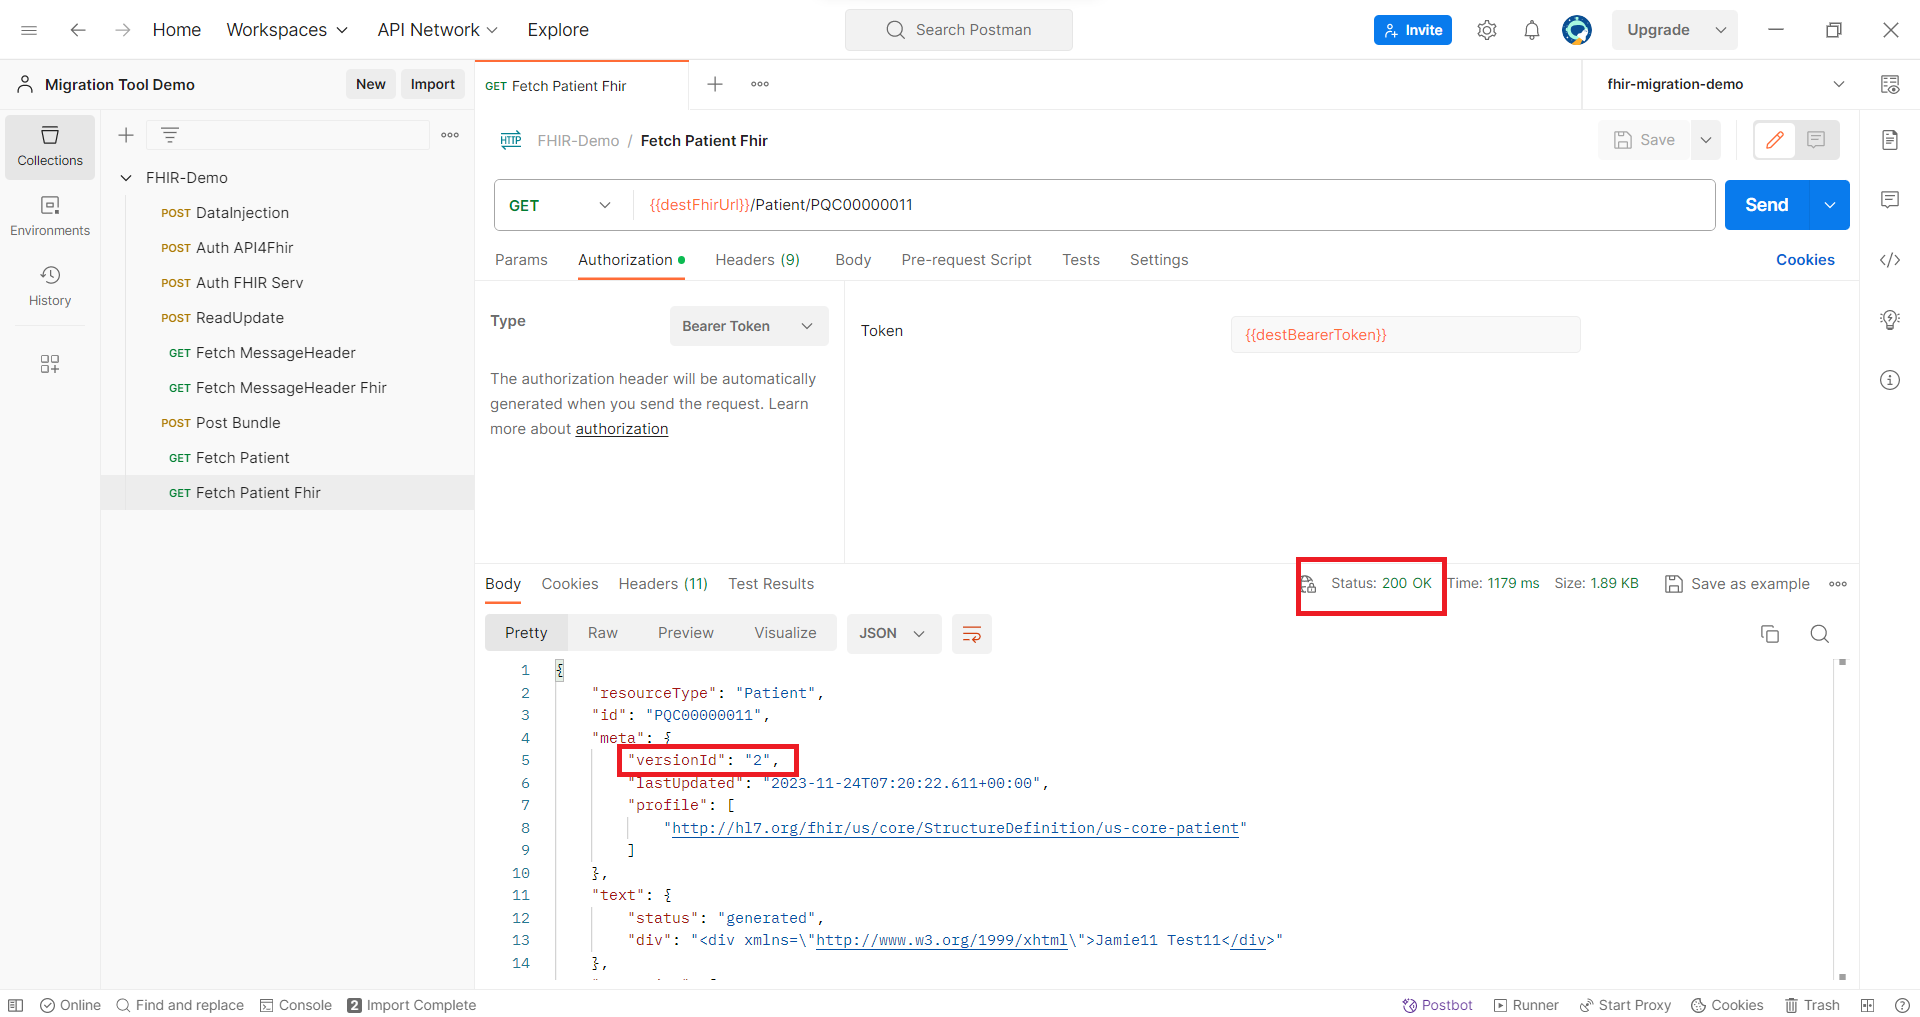 Home Workspaces API Network Explore Search Postman Invite Upgrade
Migration Tool Demo New Import GET Fetch Patient Fhir fhir-migration-demo
Collections
Environments
History
FHIR-Demo
POST DataInjection
POST Auth API4Fhir
POST Auth FHIR Serv
POST ReadUpdate
GET Fetch MessageHeader
GET Fetch MessageHeader Fhir
POST Post Bundle
GET Fetch Patient
GET Fetch Patient Fhir
HTTP FHIR-Demo / Fetch Patient Fhir Save
GET {{destFhirUrl}}/Patient/PQC00000011 Send
Params Authorization Headers (9) Body Pre-request Script Tests Settings Cookies
Type Bearer Token
The authorization header will be automatically
generated when you send the request. Learn
more about authorization
Token {{destBearerToken}}
Body Cookies Headers (11) Test Results Status: 200 OK Time: 1179 ms Size: 1.89 KB Save as example
Pretty Raw Preview Visualize JSON
1 {
2 "resourceType": "Patient",
3 "id": "PQC00000011",
4 "meta": {
5 "versionId": "2",
6 "lastUpdated": "2023-11-24T07:20:22.611+00:00",
7 "profile": [
8 "http://hl7.org/fhir/us/core/StructureDefinition/us-core-patient"
9 ]
10 },
11 "text": {
12 "status": "generated",
13 "div": "<div xmlns=\"http://www.w3.org/1999/xhtml\">Jamie11 Test11</div>"
14 },
Online Find and replace Console 2 Import Complete Postbot Runner Start Proxy Cookies Trash